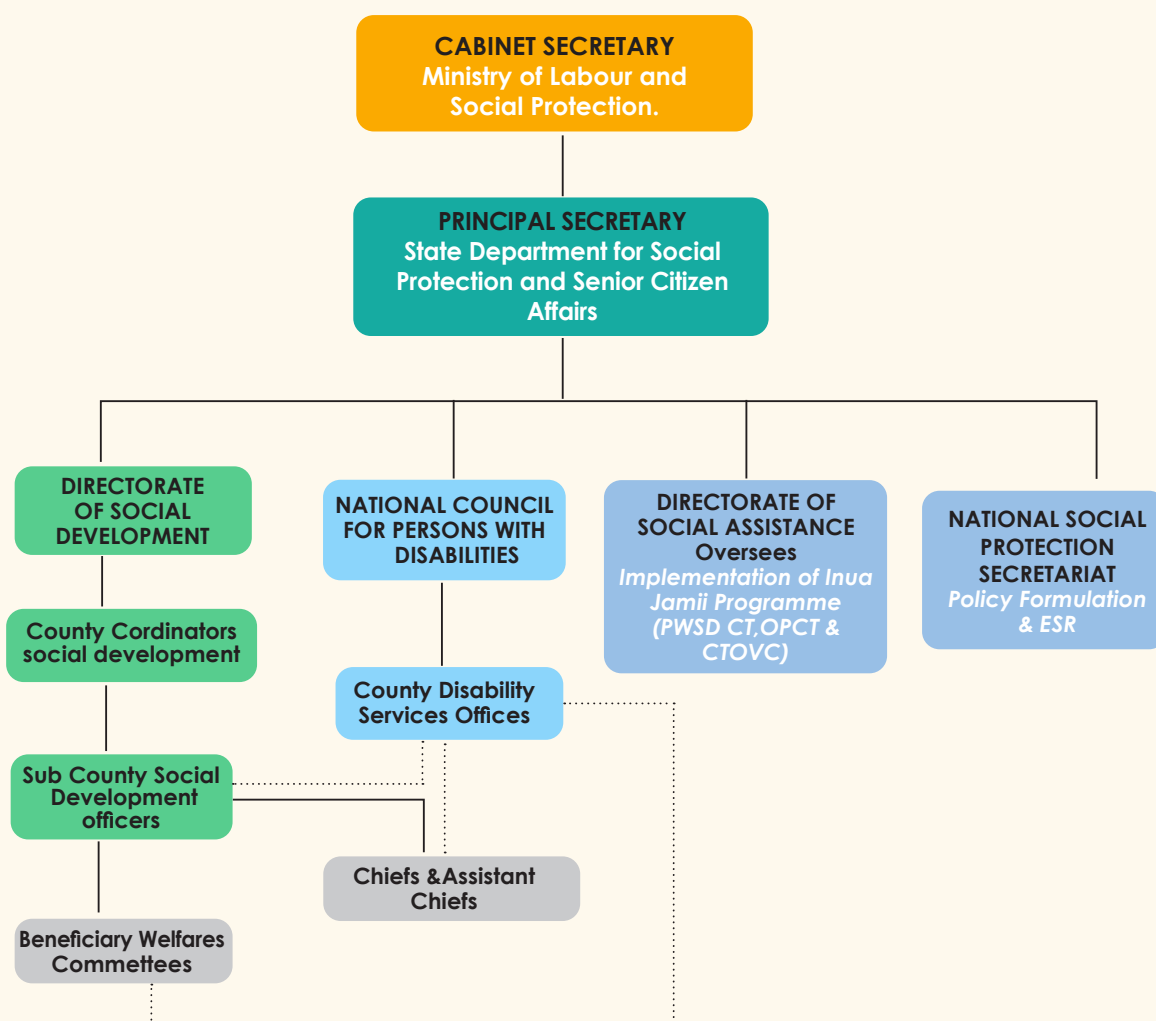 CABINET SECRETARY
Ministry of Labour and
Social Protection.
PRINCIPAL SECRETARY
State Department for Social
Protection and Senior Citizen
Affairs
DIRECTORATE
OF SOCIAL
DEVELOPMENT
NATIONAL COUNCIL
FOR PERSONS WITH
DISABILITIES
DIRECTORATE OF
SOCIAL ASSISTANCE
Oversees
Implementation of Inua
Jamii Programme
(PWSD CT,OPCT &
CTOVC)
NATIONAL SOCIAL
PROTECTION
SECRETARIAT
Policy Formulation
& ESR
County Cordinators
social development
County Disability
Services Offices
Sub County Social
Development
officers
Chiefs &Assistant
Chiefs
Beneficiary Welfares
Commettees